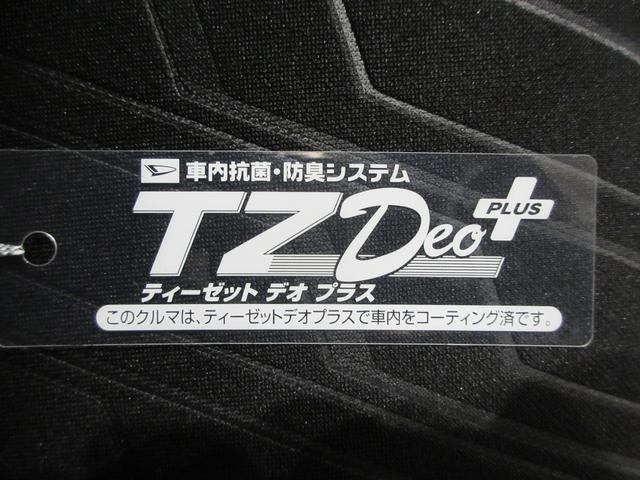 車内抗菌・防臭システム
TZ Deo PLUS
ティーゼット デオ プラス
このクルマは、ティーゼットデオプラスで車内をコーティング済です。